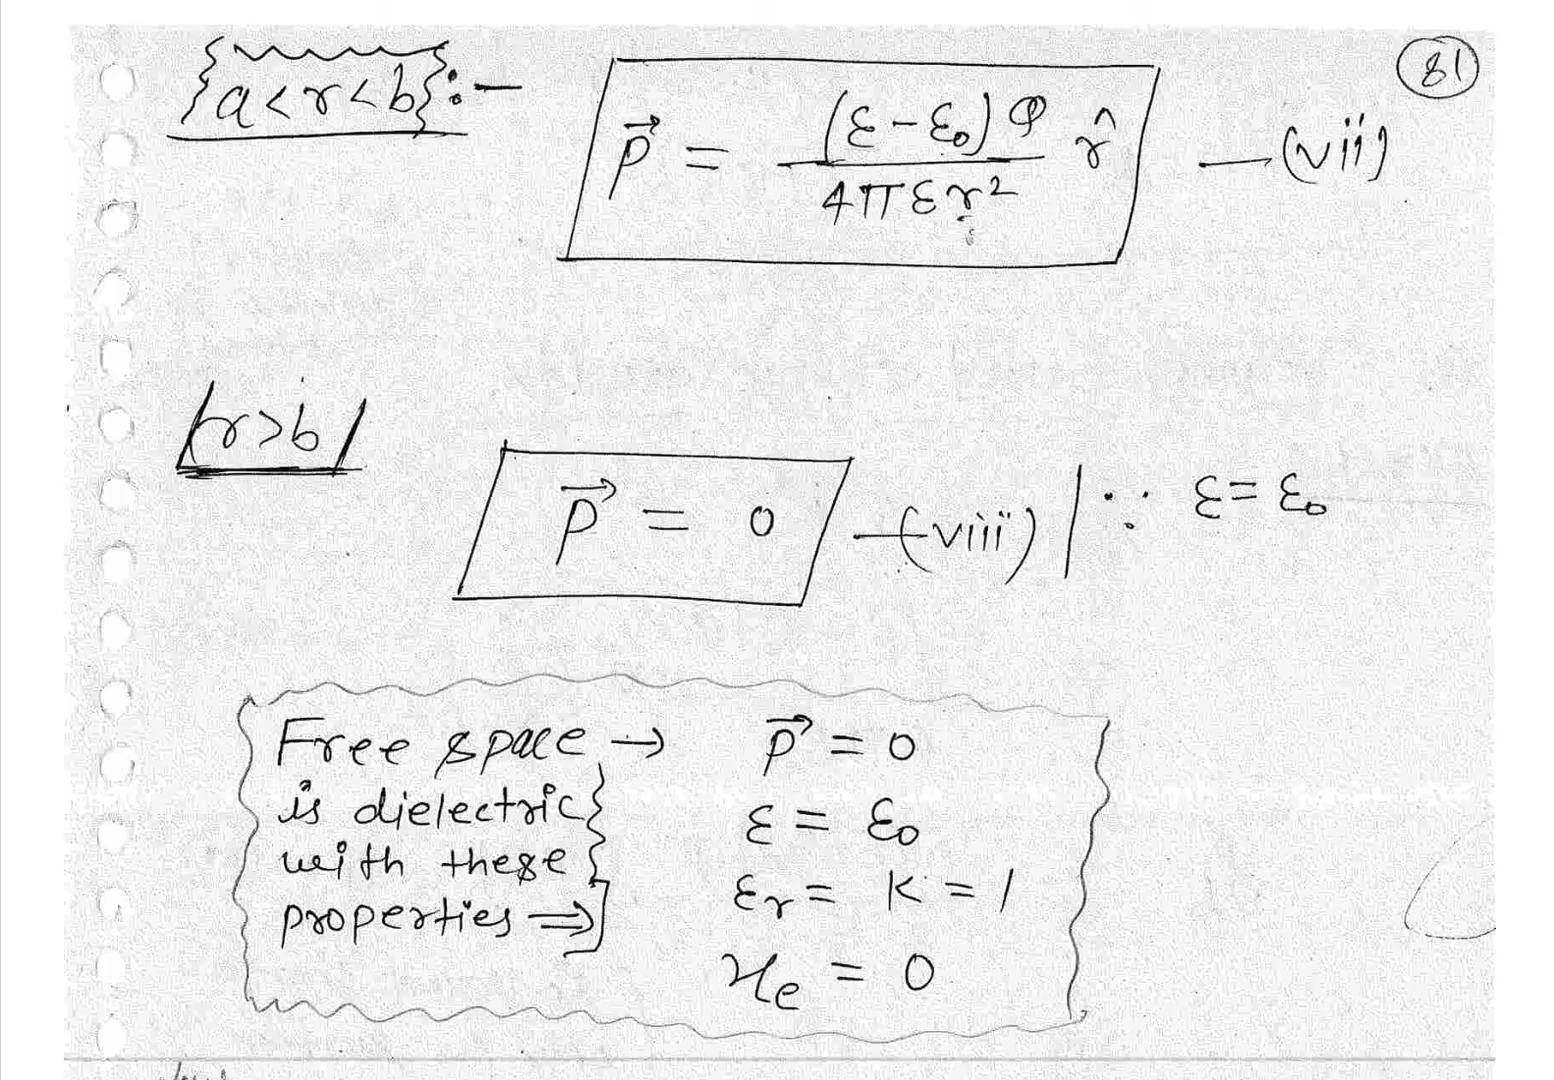 81
{a<r<b}:-
P⃗ = (ε-ε₀)Q / 4πεr² r̂ —(vii)
r>b
P⃗ = 0 —(viii) | ∵ ε= ε₀
Free space → P⃗ = 0
is dielectric ε = ε₀
with these εᵣ = K = 1
properties ⇒ χₑ = 0